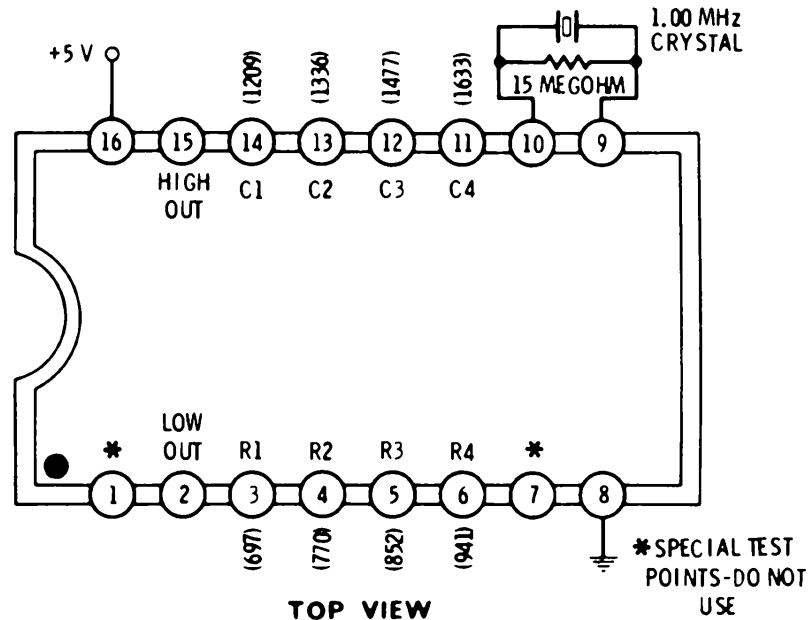 1.00 MHz
CRYSTAL
+5 V
(1209)
(1336)
(1477)
(1633)
15 MEGOHM
16
15
14
13
12
11
10
9
HIGH
OUT
C1
C2
C3
C4
LOW
OUT
*
R1
R2
R3
R4
*
1
2
3
4
5
6
7
8
(697)
(770)
(852)
(941)
* SPECIAL TEST
POINTS-DO NOT
USE
TOP VIEW